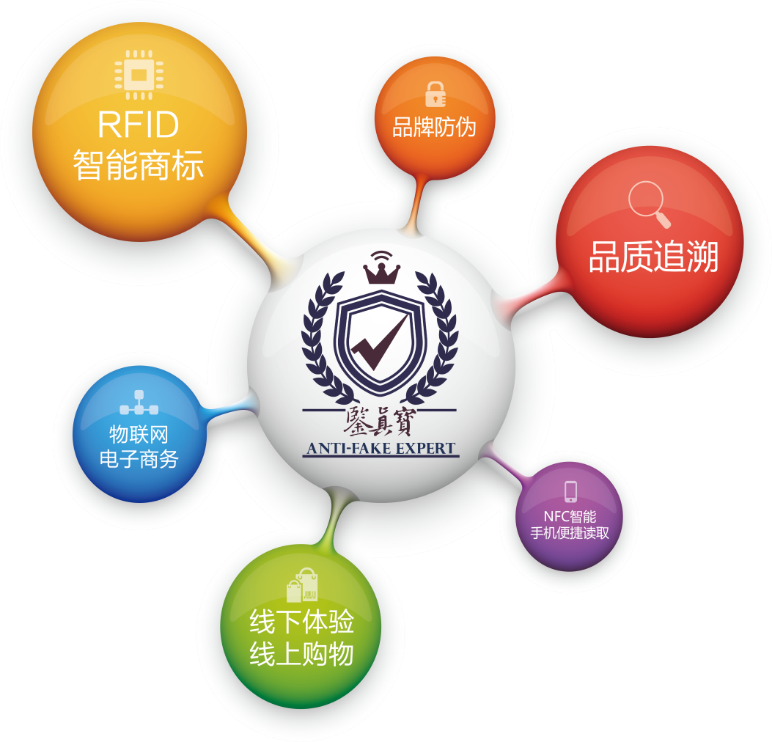 RFID
智能商标
品牌防伪
品质追溯
鑒真寶
ANTI-FAKE EXPERT
物联网
电子商务
NFC智能
手机便捷读取
线下体验
线上购物